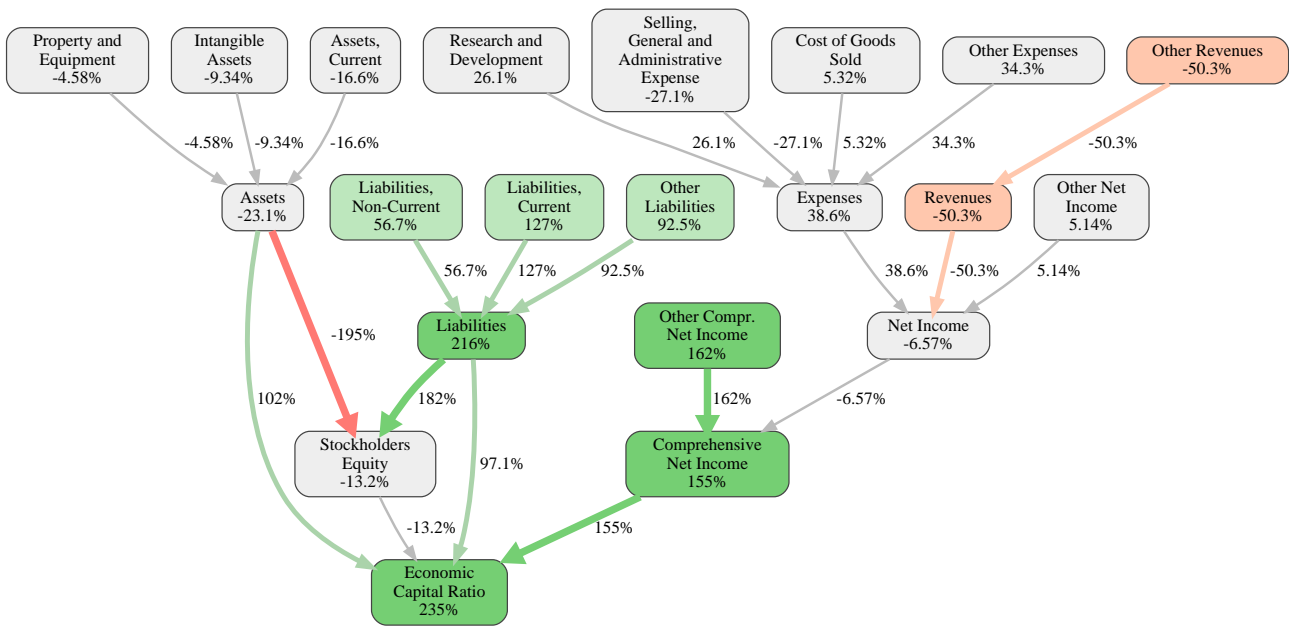 Property and
Equipment
-4.58%
Intangible
Assets
-9.34%
Assets,
Current
-16.6%
Research and
Development
26.1%
Selling,
General and
Administrative
Expense
-27.1%
Cost of Goods
Sold
5.32%
Other Expenses
34.3%
Other Revenues
-50.3%
-4.58%
-9.34%
-16.6%
26.1%
-27.1%
5.32%
34.3%
-50.3%
Assets
-23.1%
Liabilities,
Non-Current
56.7%
Liabilities,
Current
127%
Other
Liabilities
92.5%
Expenses
38.6%
Revenues
-50.3%
Other Net
Income
5.14%
56.7%
127%
92.5%
38.6%
-50.3%
5.14%
-195%
Liabilities
216%
Other Compr.
Net Income
162%
Net Income
-6.57%
102%
182%
162%
-6.57%
Stockholders
Equity
-13.2%
97.1%
Comprehensive
Net Income
155%
-13.2%
155%
Economic
Capital Ratio
235%